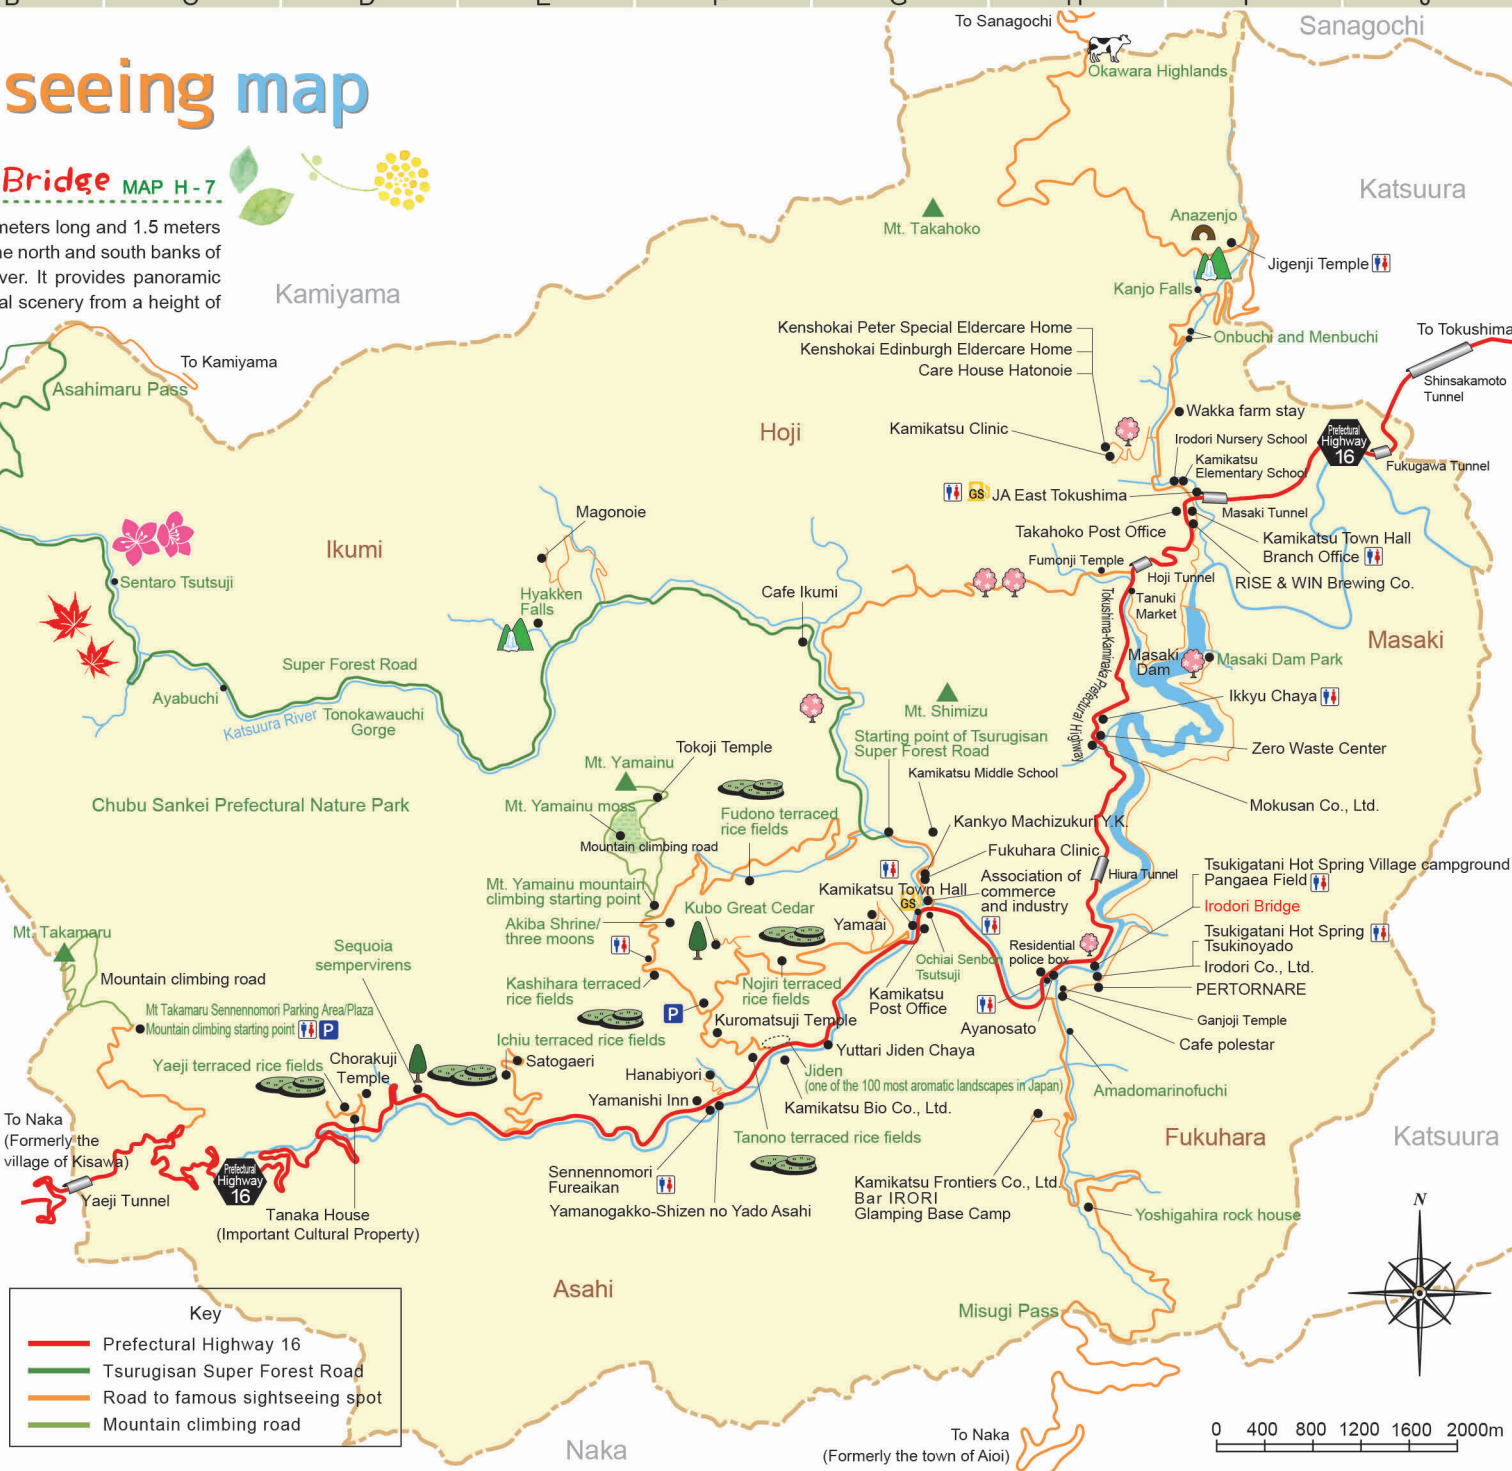 seeing map
Bridge MAP H - 7
meters long and 1.5 meters
ne north and south banks of
ver. It provides panoramic
al scenery from a height of
To Sanagochi
Sanagochi
Okawara Highlands
Katsuura
Mt. Takahoko
Anazenjo
Jigenji Temple
Kamiyama
Kanjo Falls
Kenshokai Peter Special Eldercare Home
Kenshokai Edinburgh Eldercare Home
Care House Hatonoie
Onbuchi and Menbuchi
To Tokushima
Shinsakamoto
Tunnel
To Kamiyama
Asahimaru Pass
Wakka farm stay
Hoji
Kamikatsu Clinic
Irodori Nursery School
Kamikatsu
Elementary School
Prefectural
Highway
16
Fukugawa Tunnel
GS
JA East Tokushima
Masaki Tunnel
Magonoie
Takahoko Post Office
Kamikatsu Town Hall
Branch Office
Ikumi
Fumonji Temple
Hoji Tunnel
RISE & WIN Brewing Co.
Sentaro Tsutsuji
Hyakken
Falls
Cafe Ikumi
Tanuki
Market
Tokushima-Kaminaka Prefectural Highway
Masaki
Masaki
Dam
Masaki Dam Park
Super Forest Road
Ayabuchi
Katsuura River
Tonokawauchi
Gorge
Ikkyu Chaya
Mt. Shimizu
Starting point of Tsurugisan
Super Forest Road
Zero Waste Center
Tokoji Temple
Mt. Yamainu
Kamikatsu Middle School
Chubu Sankei Prefectural Nature Park
Mt. Yamainu moss
Mokusan Co., Ltd.
Fudono terraced
rice fields
Kankyo Machizukuri Y.K.
Mountain climbing road
Fukuhara Clinic
Tsukigatani Hot Spring Village campground
Pangaea Field
Hiura Tunnel
Association of
commerce
and industry
Mt. Yamainu mountain
climbing starting point
Kamikatsu Town Hall
GS
Irodori Bridge
Kubo Great Cedar
Akiba Shrine/
three moons
Yamaai
Tsukigatani Hot Spring
Tsukinoyado
Mt. Takamaru
Sequoia
sempervirens
Residential
police box
Ochiai Senbon
Tsutsuji
Irodori Co., Ltd.
Mountain climbing road
Kashihara terraced
rice fields
Nojiri terraced
rice fields
PERTORNARE
Kamikatsu
Post Office
Mt Takamaru Sennennomori Parking Area/Plaza
Mountain climbing starting point
P
P
Kuromatsuji Temple
Ayanosato
Ganjoji Temple
Ichiu terraced rice fields
Cafe polestar
Yuttari Jiden Chaya
Yaeji terraced rice fields
Chorakuji
Temple
Satogaeri
Hanabiyori
Jiden
(one of the 100 most aromatic landscapes in Japan)
Amadomarinofuchi
Yamanishi Inn
Kamikatsu Bio Co., Ltd.
To Naka
(Formerly the
village of Kisawa)
Tanono terraced rice fields
Fukuhara
Katsuura
Prefectural
Highway
16
Yaeji Tunnel
Sennennomori
Fureaikan
Kamikatsu Frontiers Co., Ltd.
Bar IRORI
Glamping Base Camp
Yamanogakko-Shizen no Yado Asahi
Tanaka House
(Important Cultural Property)
Yoshigahira rock house
N
Asahi
Misugi Pass
Key
Prefectural Highway 16
Tsurugisan Super Forest Road
Road to famous sightseeing spot
Mountain climbing road
Naka
To Naka
(Formerly the town of Aioi)
0 400 800 1200 1600 2000m